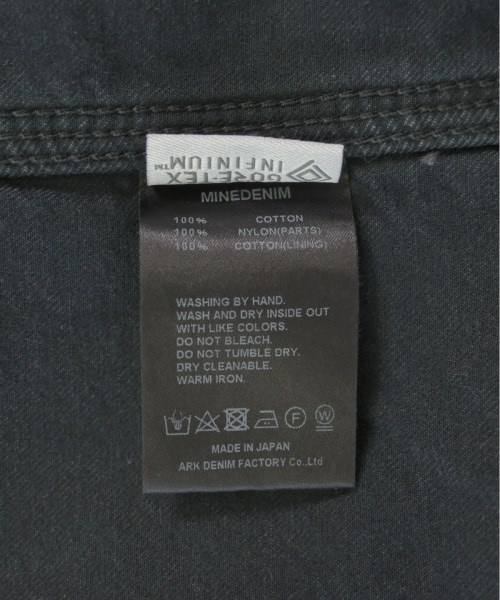 GORE-TEX
INFINIUM™
MINEDENIM
100% COTTON
100% NYLON(PARTS)
100% COTTON(LINING)
WASHING BY HAND.
WASH AND DRY INSIDE OUT
WITH LIKE COLORS.
DO NOT BLEACH.
DO NOT TUMBLE DRY.
DRY CLEANABLE.
WARM IRON.
F W
MADE IN JAPAN
ARK DENIM FACTORY Co.,Ltd